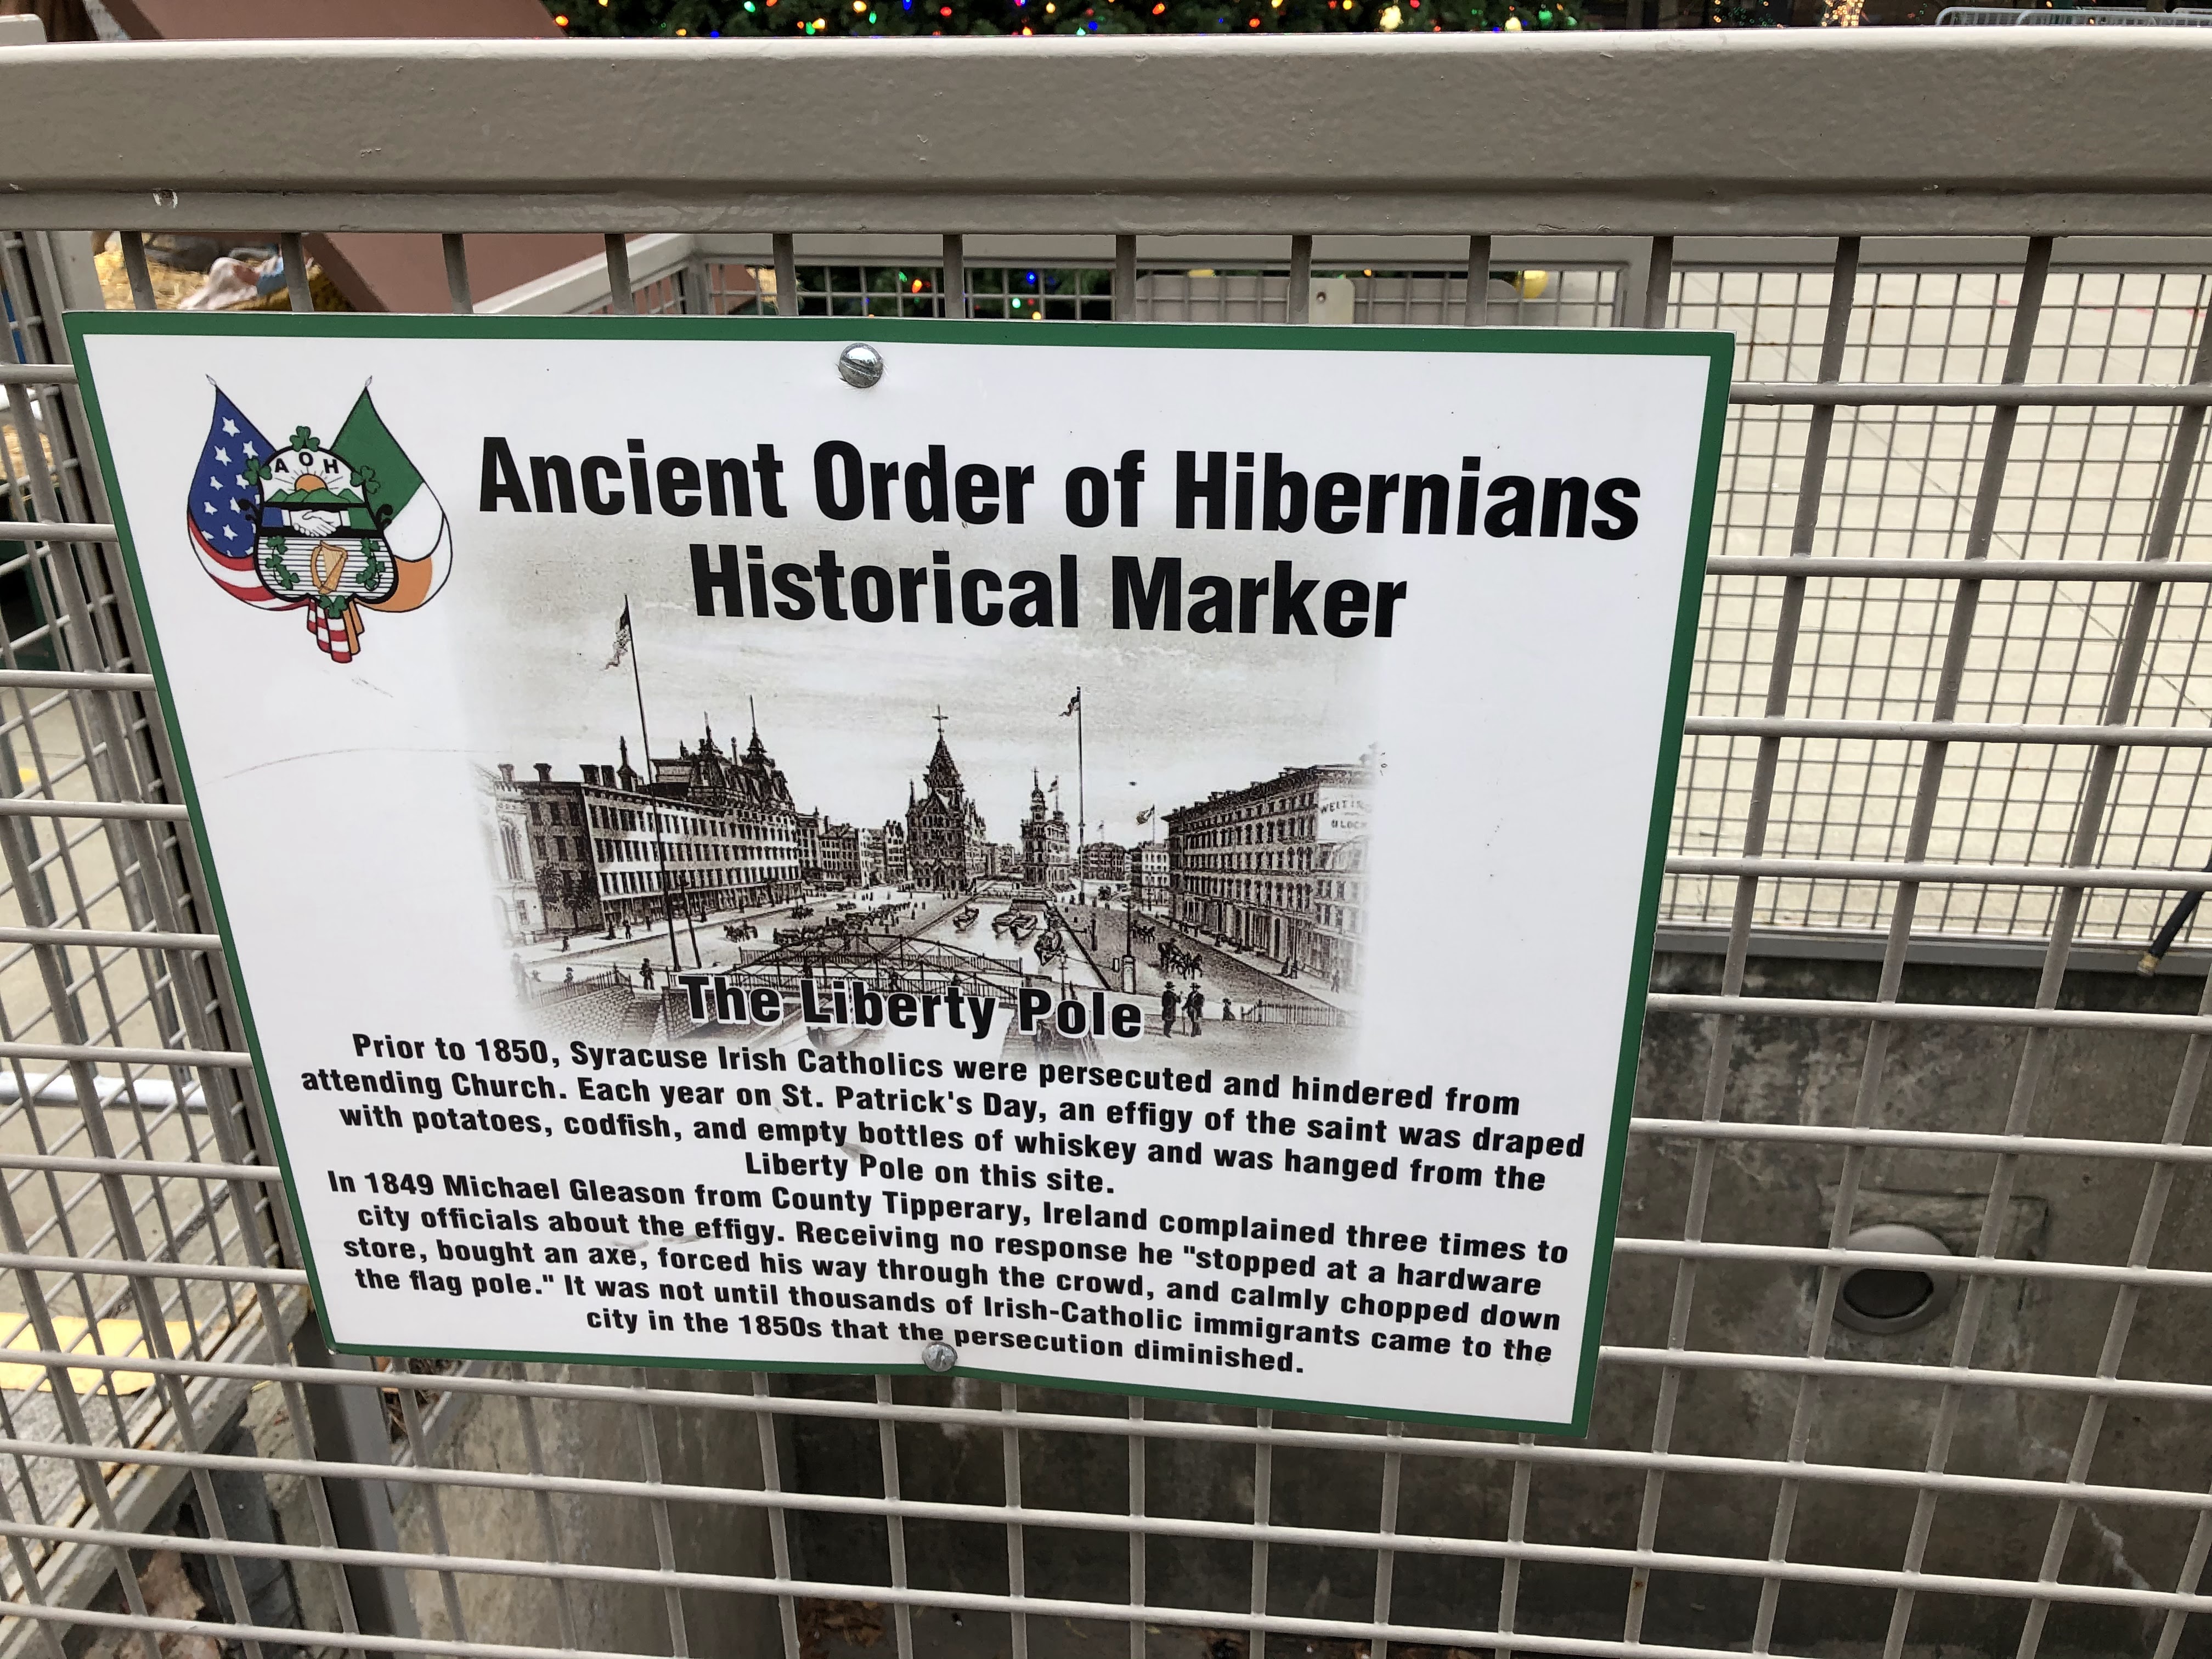 AOH
Ancient Order of Hibernians
Historical Marker
The Liberty Pole
Prior to 1850, Syracuse Irish Catholics were persecuted and hindered from
attending Church. Each year on St. Patrick's Day, an effigy of the saint was draped
with potatoes, codfish, and empty bottles of whiskey and was hanged from the
Liberty Pole on this site.
In 1849 Michael Gleason from County Tipperary, Ireland complained three times to
city officials about the effigy. Receiving no response he "stopped at a hardware
store, bought an axe, forced his way through the crowd, and calmly chopped down
the flag pole." It was not until thousands of Irish-Catholic immigrants came to the
city in the 1850s that the persecution diminished.